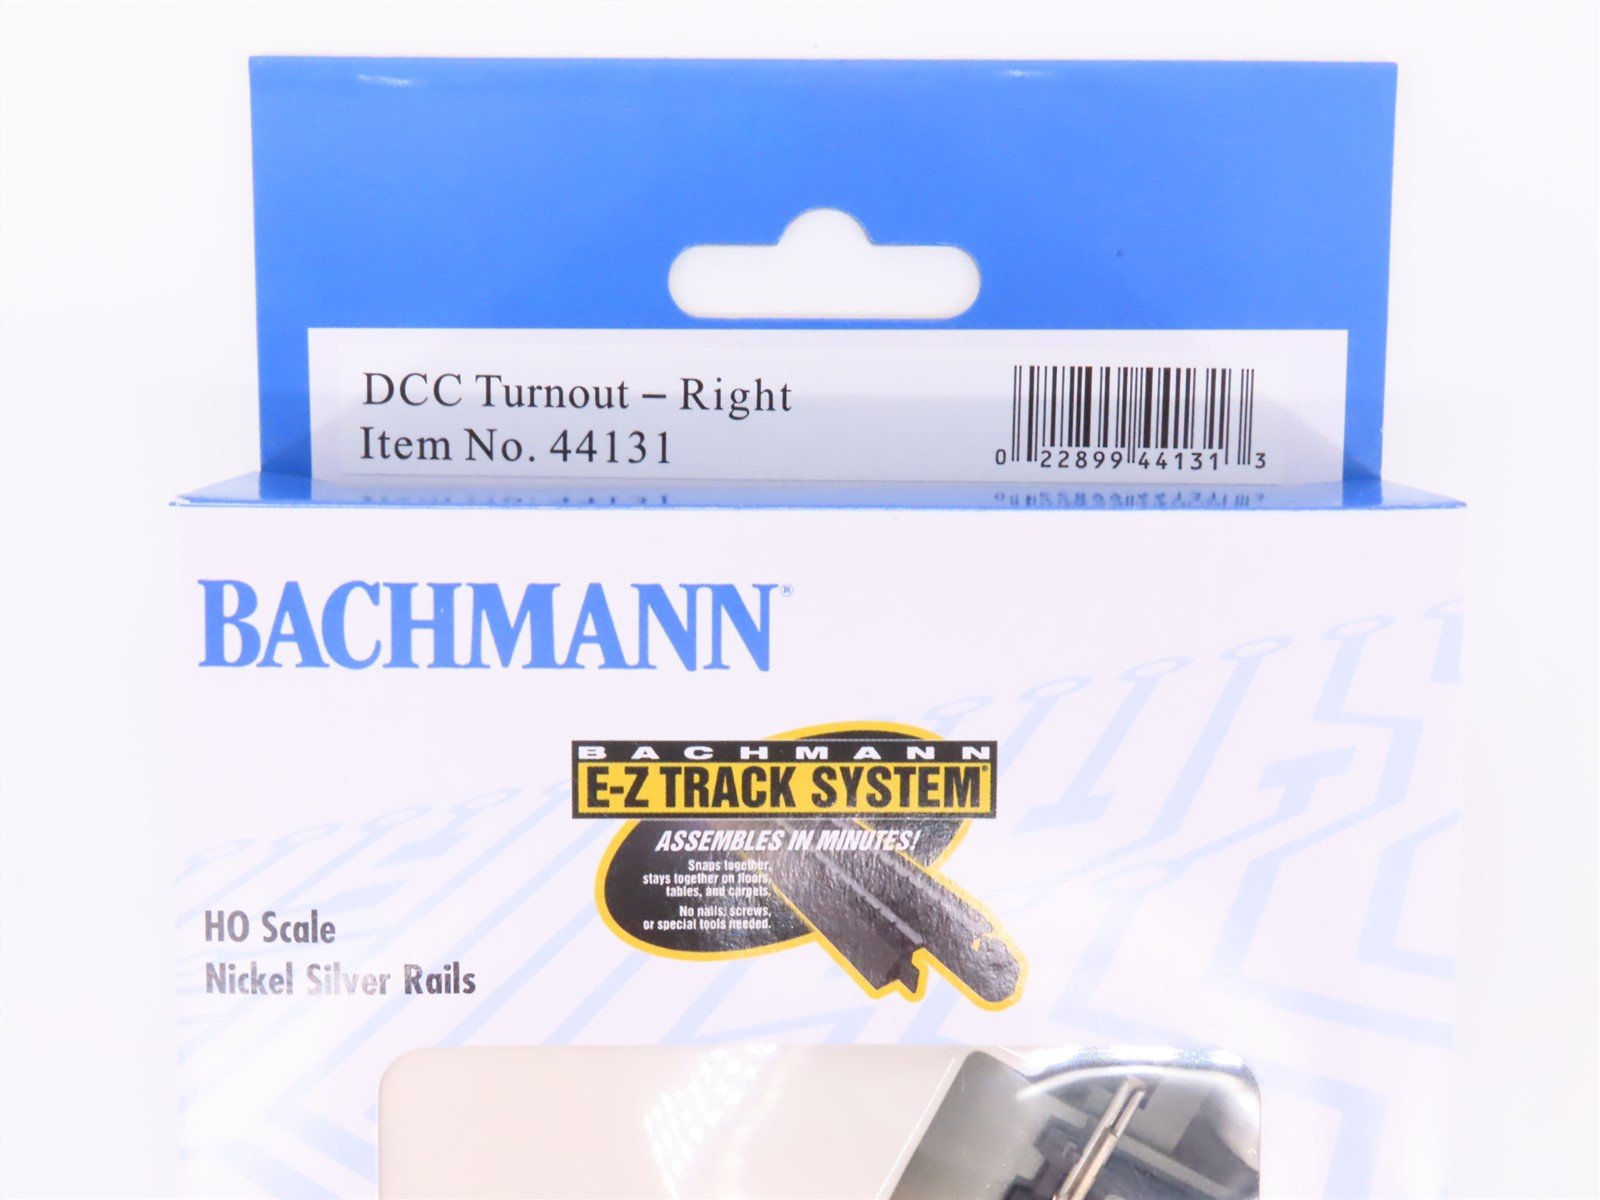 DCC Turnout – Right
Item No. 44131
0 22899 44131 3
BACHMANN®
BACHMANN
E-Z TRACK SYSTEM®
ASSEMBLES IN MINUTES!
Snaps together,
stays together on floors,
tables, and carpets.
No nails, screws,
or special tools needed.
HO Scale
Nickel Silver Rails